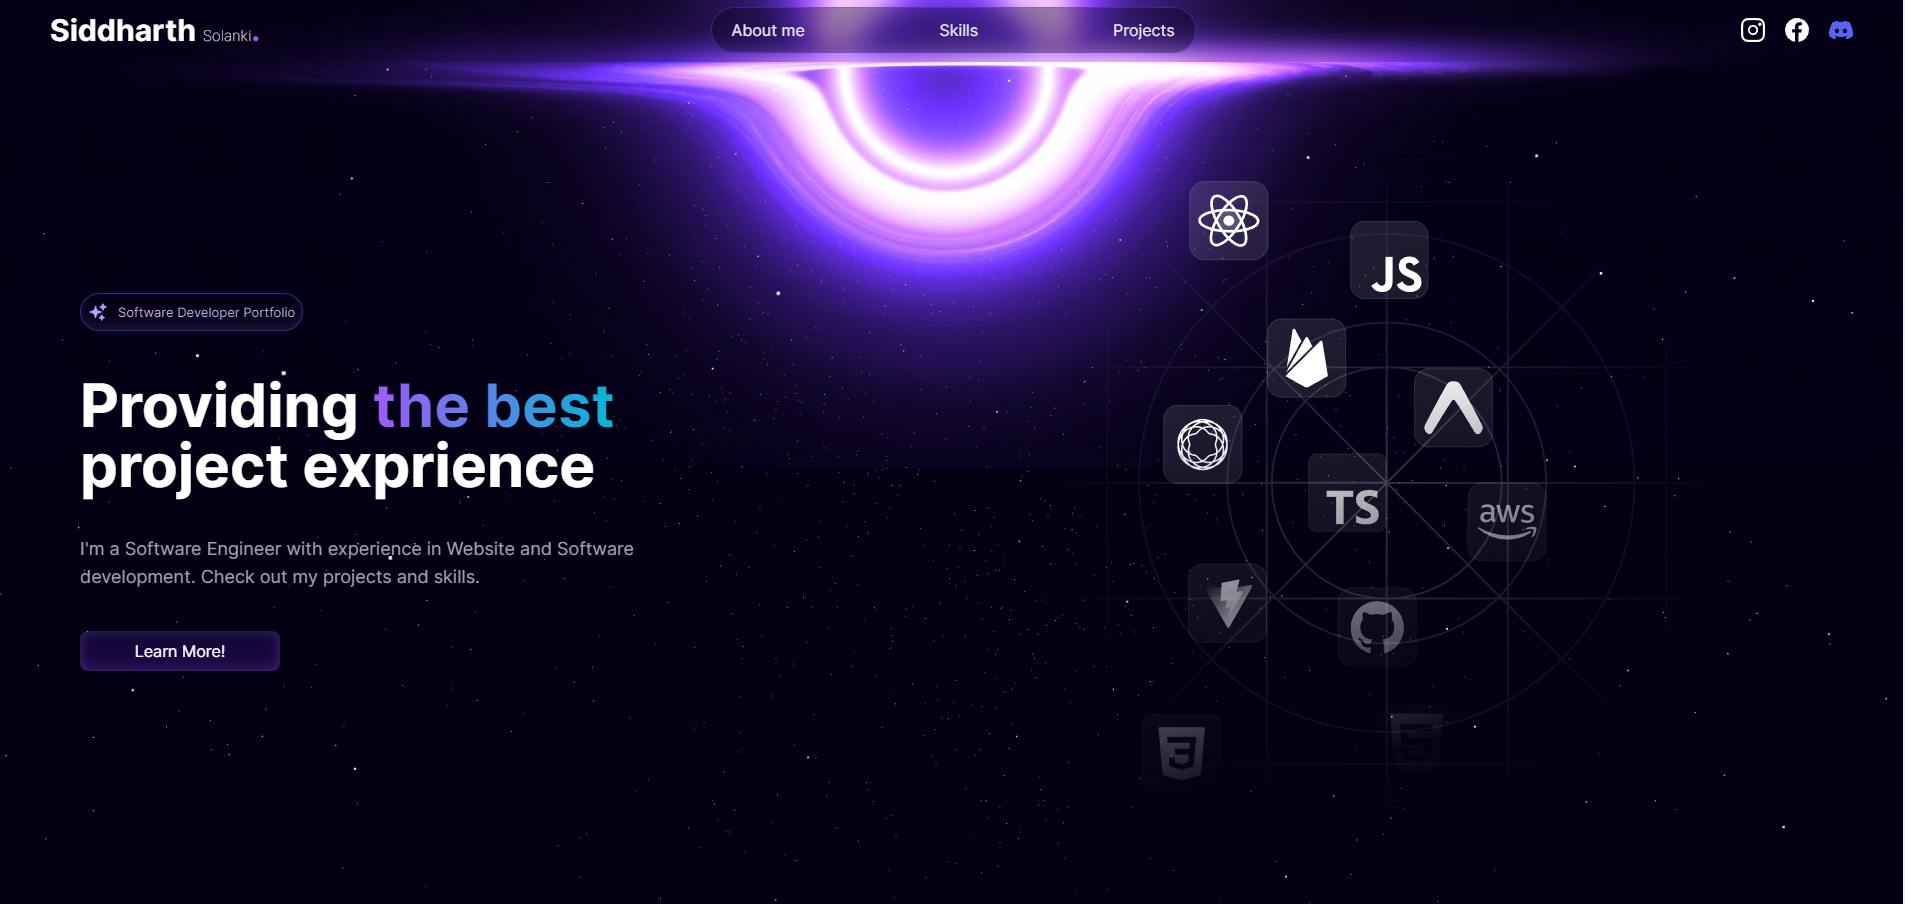 Siddharth Solanki.
About me
Skills
Projects
Software Developer Portfolio
Providing the best
project exprience
I'm a Software Engineer with experience in Website and Software
development. Check out my projects and skills.
Learn More!
JS
TS
aws